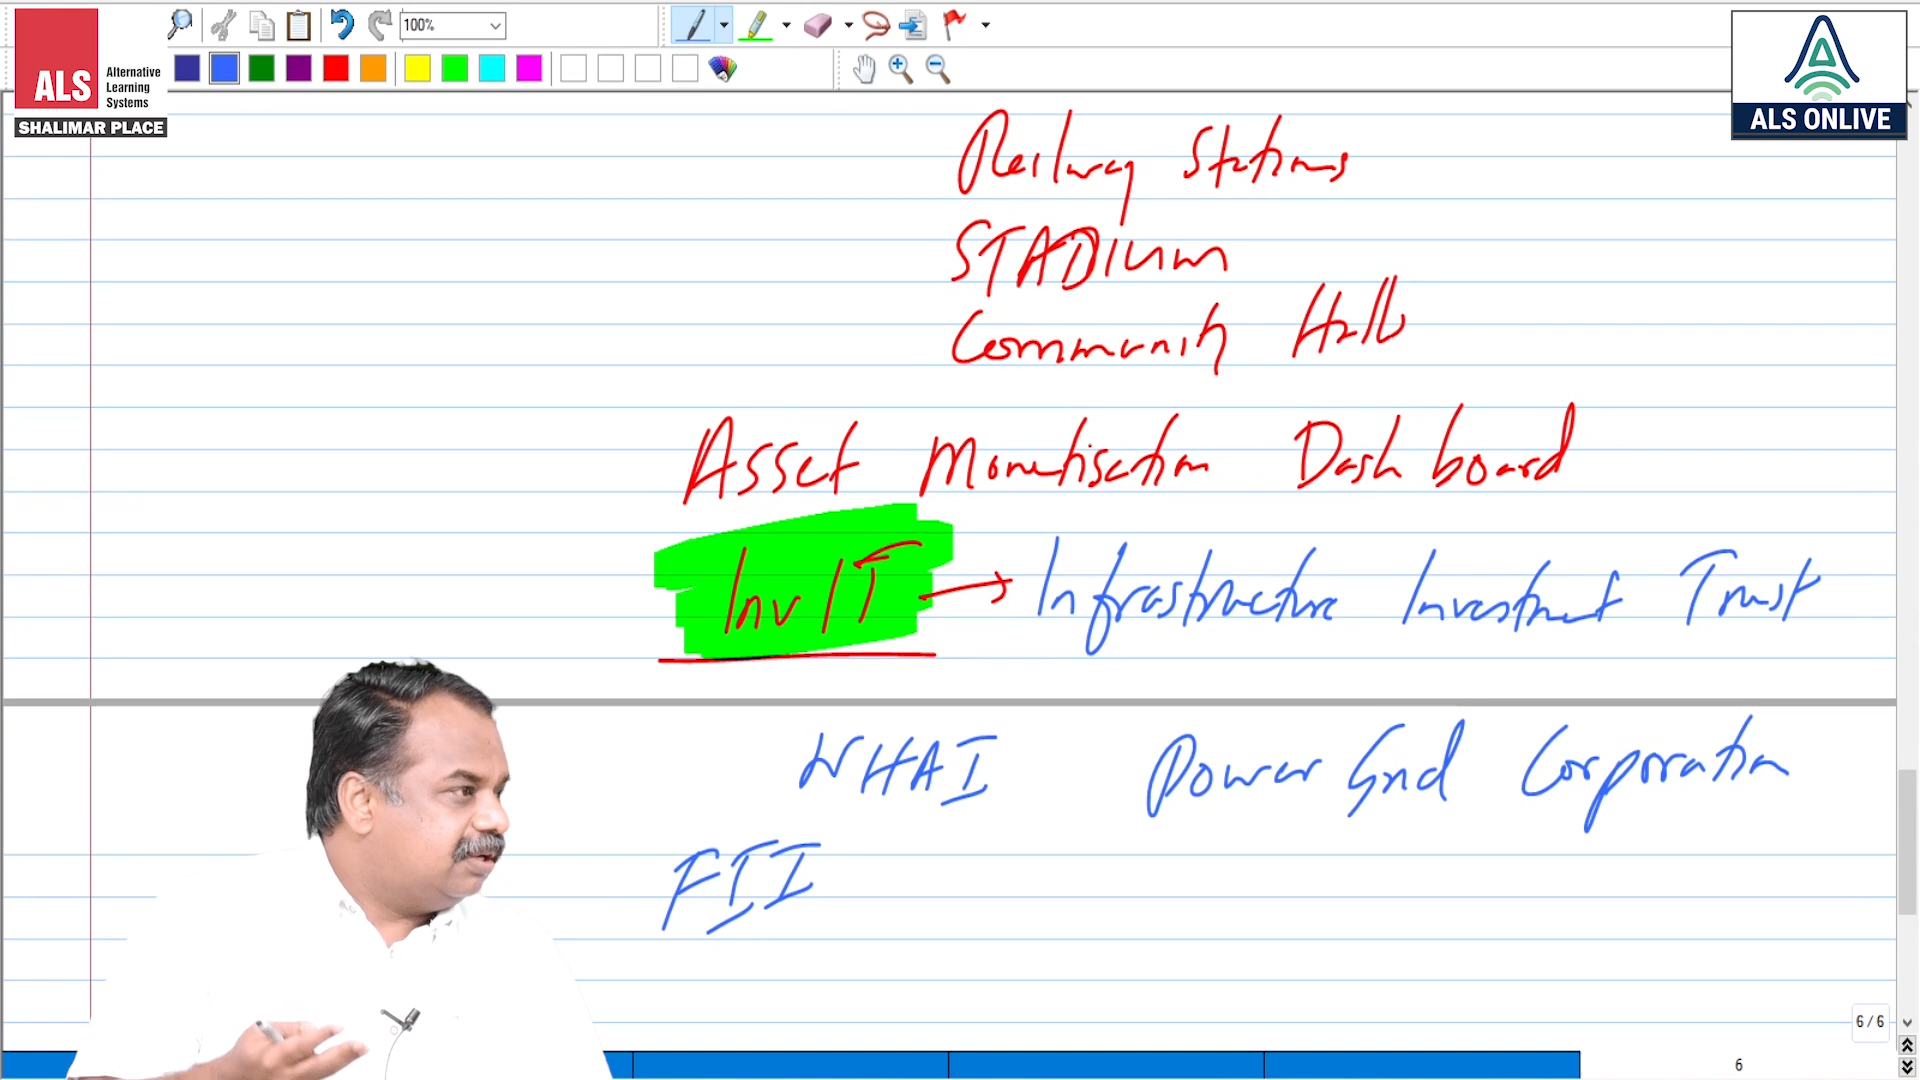 100%
ALS
Alternative
Learning
Systems
SHALIMAR PLACE
ALS ONLIVE
Railway Stations
STADIUM
Community Halls
Asset Monetisation Dashboard
InvIT → Infrastructure Investment Trust
NHAI Power Grid Corporation
FII
6/6
6